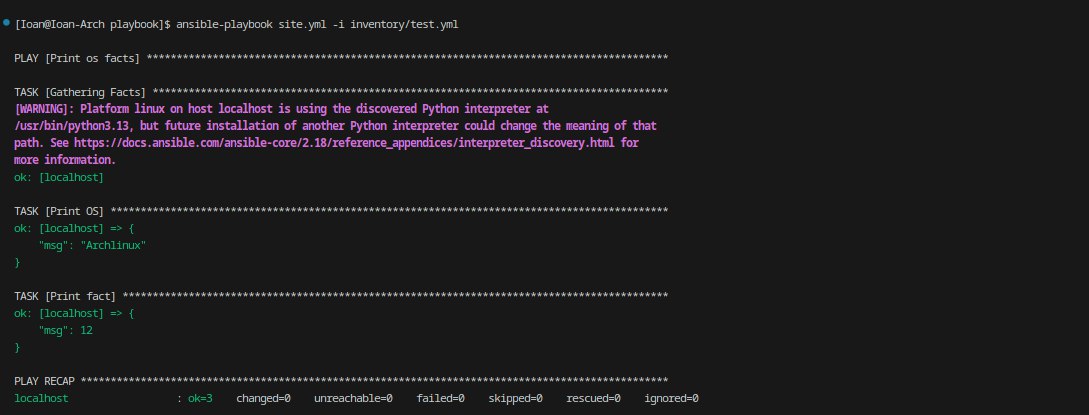 [Ioan@Ioan-Arch playbook]$ ansible-playbook site.yml -i inventory/test.yml
PLAY [Print os facts] ***************************************************************************************
TASK [Gathering Facts] **************************************************************************************
[WARNING]: Platform linux on host localhost is using the discovered Python interpreter at
/usr/bin/python3.13, but future installation of another Python interpreter could change the meaning of that
path. See https://docs.ansible.com/ansible-core/2.18/reference_appendices/interpreter_discovery.html for
more information.
ok: [localhost]
TASK [Print OS] *********************************************************************************************
ok: [localhost] => {
    "msg": "Archlinux"
}
TASK [Print fact] *******************************************************************************************
ok: [localhost] => {
    "msg": 12
}
PLAY RECAP **************************************************************************************************
localhost                  : ok=3    changed=0    unreachable=0    failed=0    skipped=0    rescued=0    ignored=0